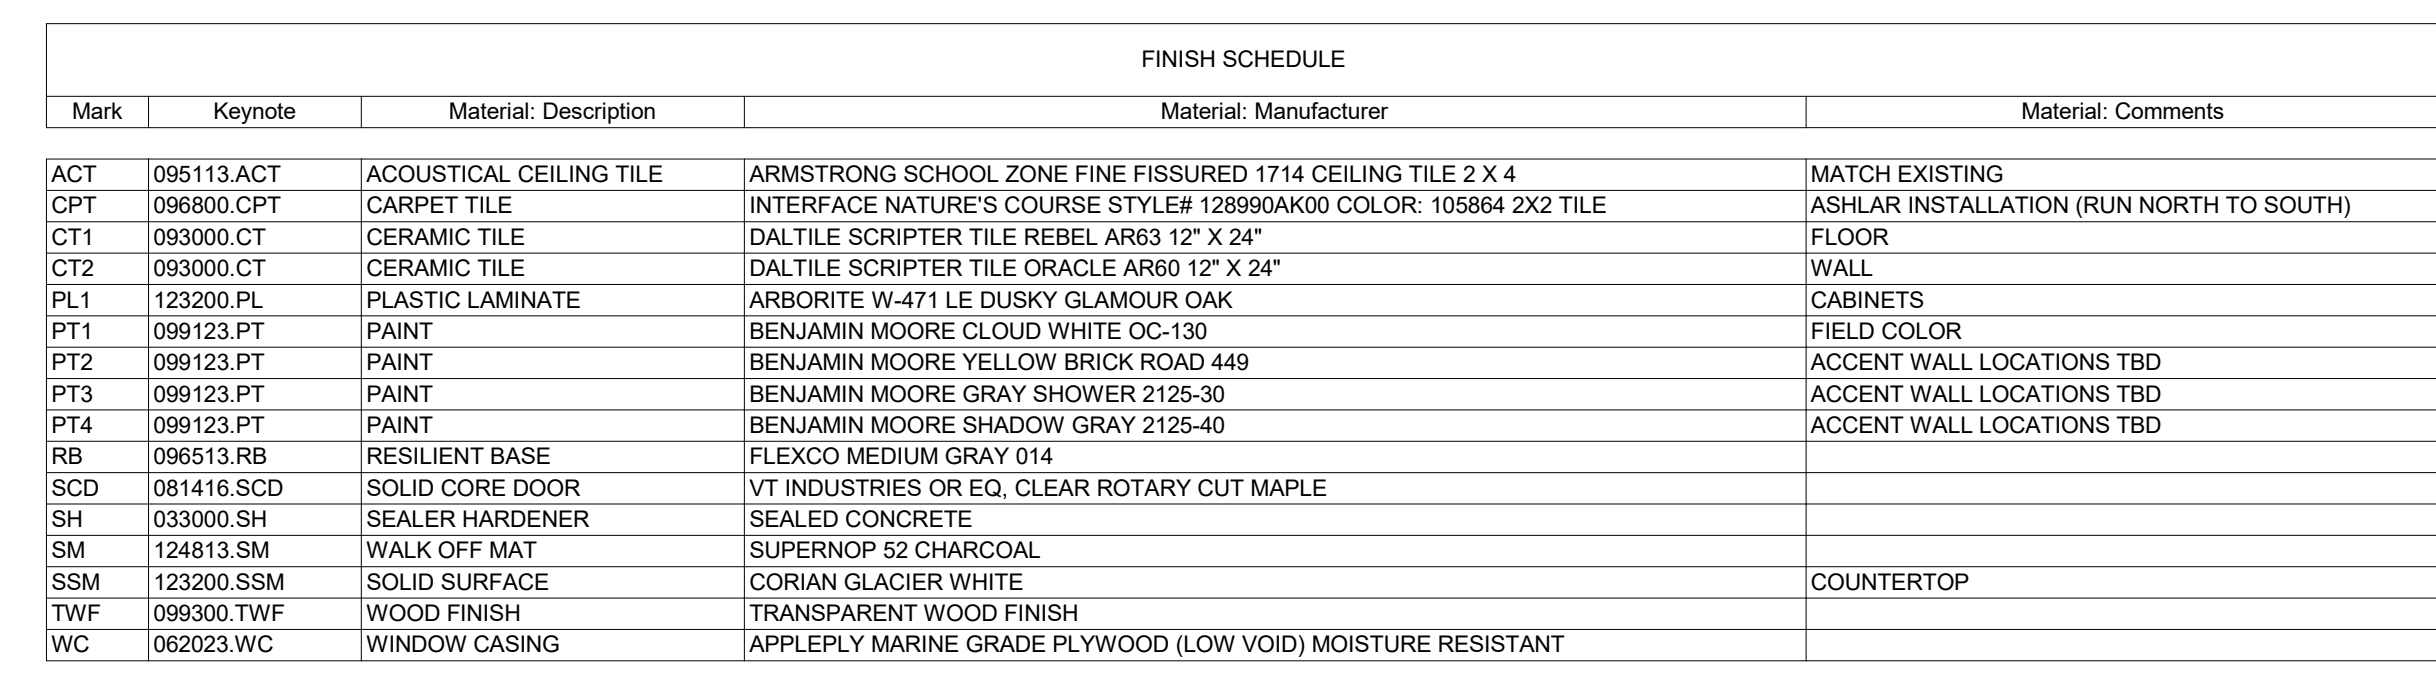 FINISH SCHEDULE
Mark Keynote Material: Description Material: Manufacturer Material: Comments
ACT 095113.ACT ACOUSTICAL CEILING TILE ARMSTRONG SCHOOL ZONE FINE FISSURED 1714 CEILING TILE 2 X 4 MATCH EXISTING
CPT 096800.CPT CARPET TILE INTERFACE NATURE'S COURSE STYLE# 128990AK00 COLOR: 105864 2X2 TILE ASHLAR INSTALLATION (RUN NORTH TO SOUTH)
CT1 093000.CT CERAMIC TILE DALTILE SCRIPTER TILE REBEL AR63 12" X 24" FLOOR
CT2 093000.CT CERAMIC TILE DALTILE SCRIPTER TILE ORACLE AR60 12" X 24" WALL
PL1 123200.PL PLASTIC LAMINATE ARBORITE W-471 LE DUSKY GLAMOUR OAK CABINETS
PT1 099123.PT PAINT BENJAMIN MOORE CLOUD WHITE OC-130 FIELD COLOR
PT2 099123.PT PAINT BENJAMIN MOORE YELLOW BRICK ROAD 449 ACCENT WALL LOCATIONS TBD
PT3 099123.PT PAINT BENJAMIN MOORE GRAY SHOWER 2125-30 ACCENT WALL LOCATIONS TBD
PT4 099123.PT PAINT BENJAMIN MOORE SHADOW GRAY 2125-40 ACCENT WALL LOCATIONS TBD
RB 096513.RB RESILIENT BASE FLEXCO MEDIUM GRAY 014
SCD 081416.SCD SOLID CORE DOOR VT INDUSTRIES OR EQ, CLEAR ROTARY CUT MAPLE
SH 033000.SH SEALER HARDENER SEALED CONCRETE
SM 124813.SM WALK OFF MAT SUPERNOP 52 CHARCOAL
SSM 123200.SSM SOLID SURFACE CORIAN GLACIER WHITE COUNTERTOP
TWF 099300.TWF WOOD FINISH TRANSPARENT WOOD FINISH
WC 062023.WC WINDOW CASING APPLEPLY MARINE GRADE PLYWOOD (LOW VOID) MOISTURE RESISTANT